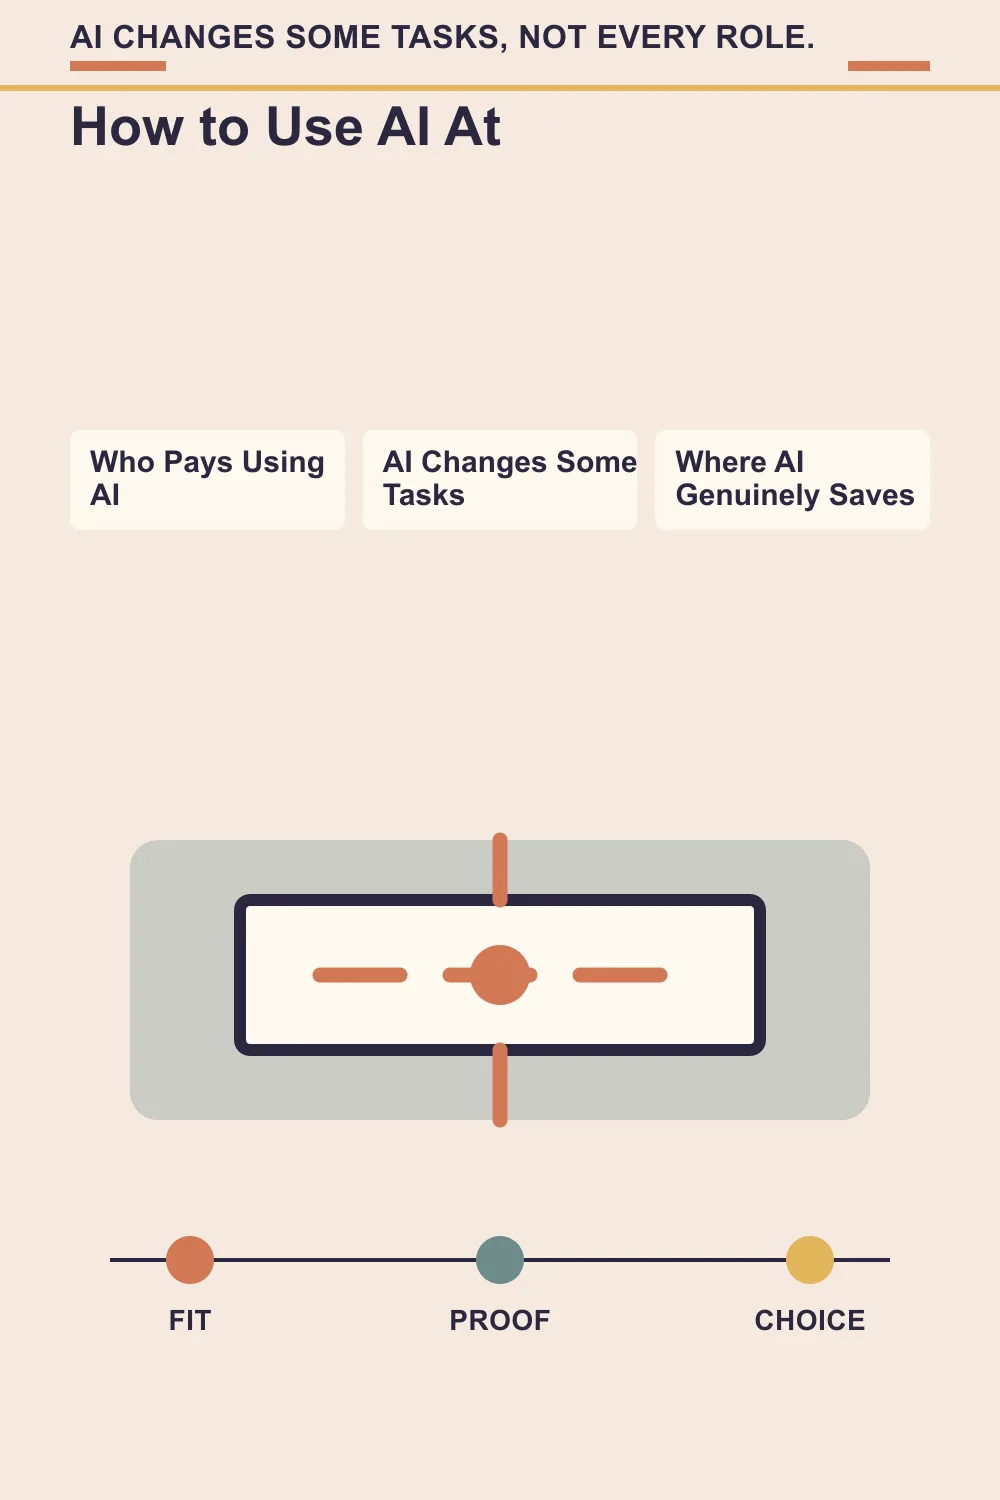 AI CHANGES SOME TASKS, NOT EVERY ROLE.
How to Use AI At
Who Pays Using
AI
AI Changes Some
Tasks
Where AI
Genuinely Saves
FIT
PROOF
CHOICE